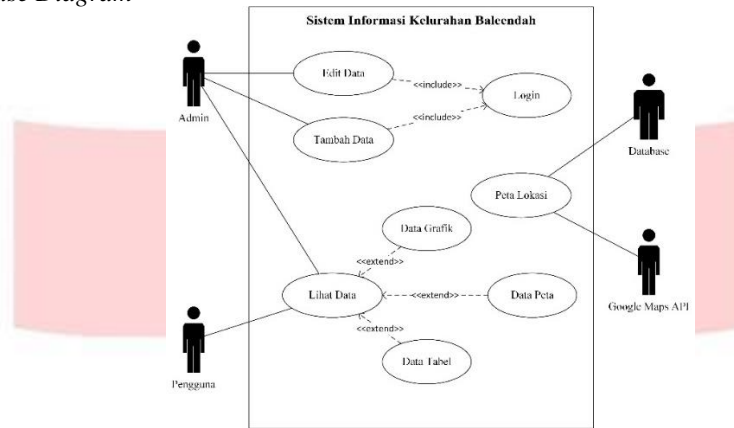 Diagram
Sistem Informasi Kelurahan Baleendah
Edit Data
<<include>>
Login
Admin
<<include>>
Tambah Data
Database
Peta Lokasi
Data Grafik
<<extend>>
Lihat Data
<<extend>>
Data Peta
Google Maps API
<<extend>>
Data Tabel
Pengguna